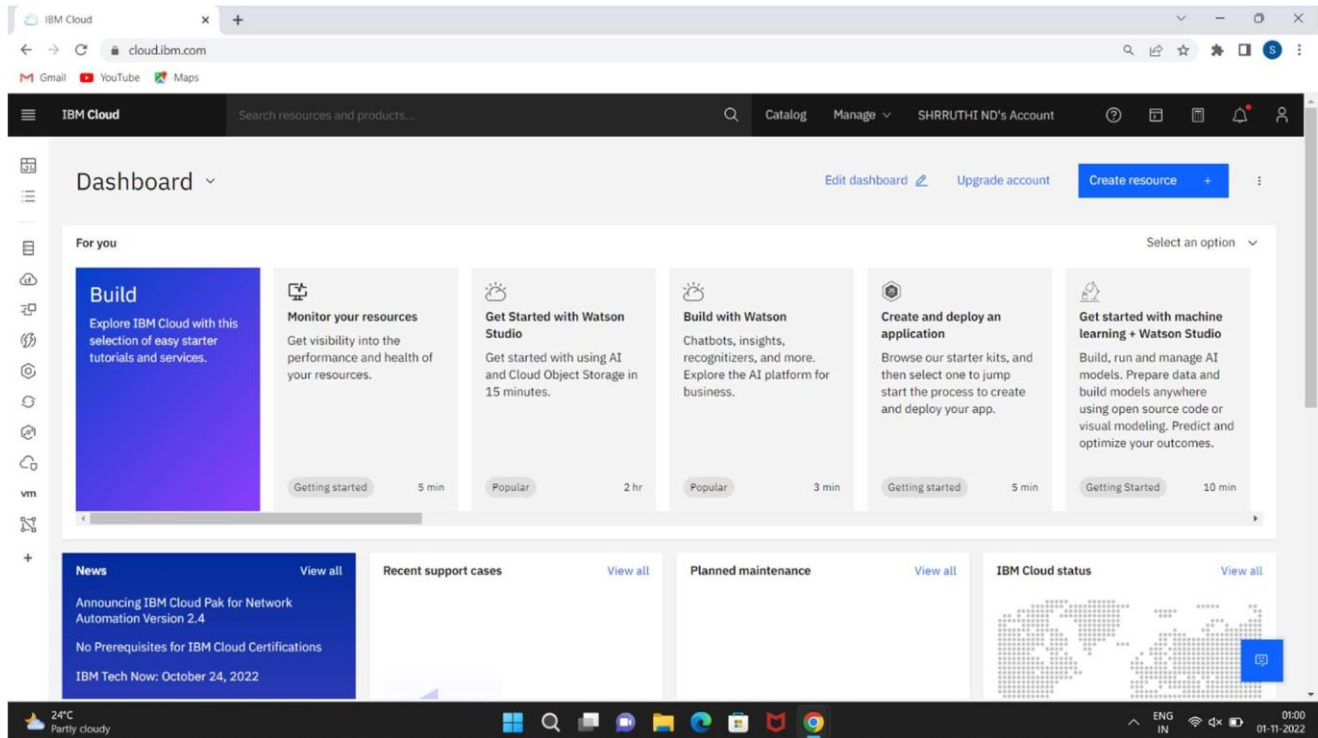 IBM Cloud
cloud.ibm.com
S
Gmail YouTube Maps
IBM Cloud
Search resources and products...
Catalog Manage SHRRUTHI ND's Account
Dashboard
Edit dashboard Upgrade account Create resource +
For you
Select an option
Build
Explore IBM Cloud with this
selection of easy starter
tutorials and services.
Monitor your resources
Get visibility into the
performance and health of
your resources.
Getting started 5 min
Get Started with Watson
Studio
Get started with using AI
and Cloud Object Storage in
15 minutes.
Popular 2 hr
Build with Watson
Chatbots, insights,
recognitizers, and more.
Explore the AI platform for
business.
Popular 3 min
Create and deploy an
application
Browse our starter kits, and
then select one to jump
start the process to create
and deploy your app.
Getting started 5 min
Get started with machine
learning + Watson Studio
Build, run and manage AI
models. Prepare data and
build models anywhere
using open source code or
visual modeling. Predict and
optimize your outcomes.
Getting Started 10 min
vm
News View all
Announcing IBM Cloud Pak for Network
Automation Version 2.4
No Prerequisites for IBM Cloud Certifications
IBM Tech Now: October 24, 2022
Recent support cases View all
Planned maintenance View all
IBM Cloud status View all
24°C
Partly cloudy
ENG
IN
01:00
01-11-2022